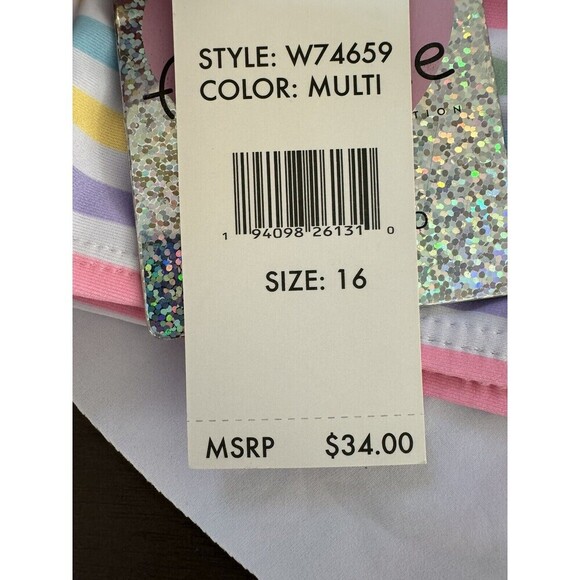 STYLE: W74659
COLOR: MULTI
1 94098 26131 0
SIZE: 16
MSRP $34.00